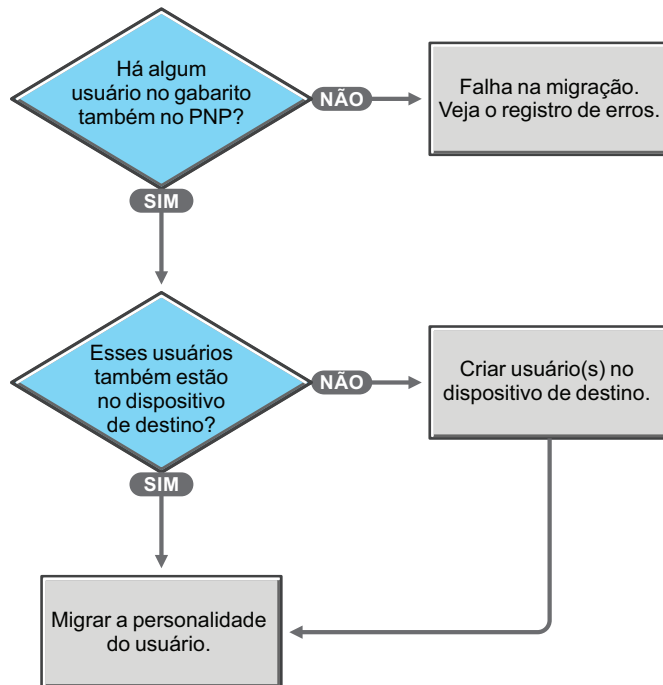 Há algum
usuário no gabarito
também no PNP?
NÃO
Falha na migração.
Veja o registro de erros.
SIM
Esses usuários
também estão
no dispositivo
de destino?
NÃO
Criar usuário(s) no
dispositivo de destino.
SIM
Migrar a personalidade
do usuário.